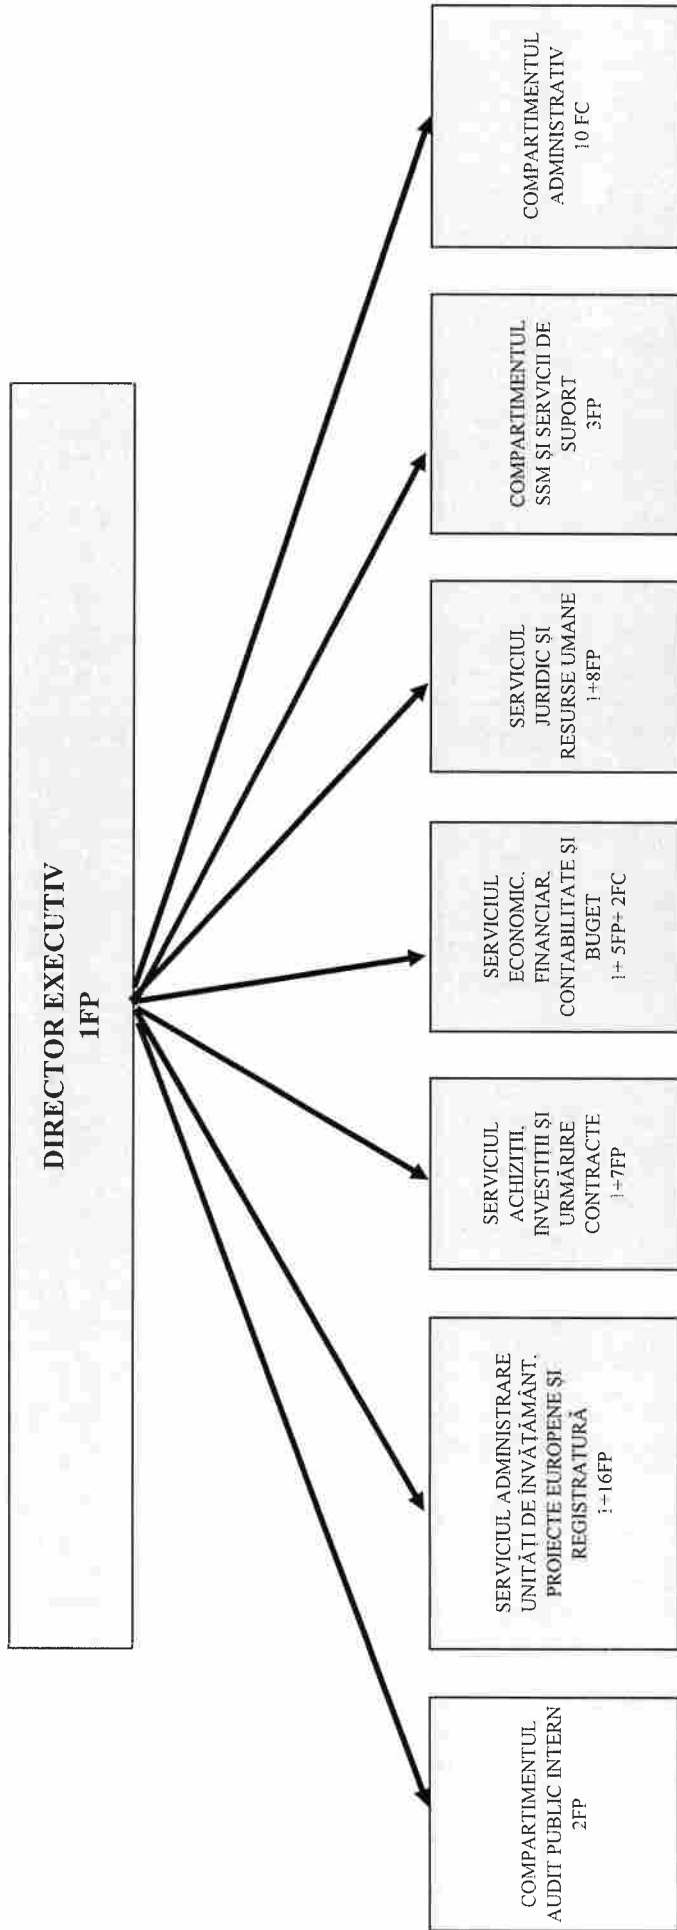 DIRECTOR EXECUTIV
1FP
COMPARTIMENTUL
AUDIT PUBLIC INTERN
2FP
SERVICIUL ADMINISTRARE
UNITĂȚI DE ÎNVĂȚĂMÂNT.
PROIECTE EUROPENE ȘI
REGISTRATURĂ
1+16FP
SERVICIUL
ACHIZIȚII,
INVESTIȚII ȘI
URMĂRIRE
CONTRACTE
1+7FP
SERVICIUL
ECONOMIC.
FINANCIAR,
CONTABILITATE ȘI
BUGET
1+ 5FP+ 2FC
SERVICIUL
JURIDIC ȘI
RESURSE UMANE
1+8FP
COMPARTIMENTUL
SSM ȘI SERVICII DE
SUPORT
3FP
COMPARTIMENTUL
ADMINISTRATIV
10 FC